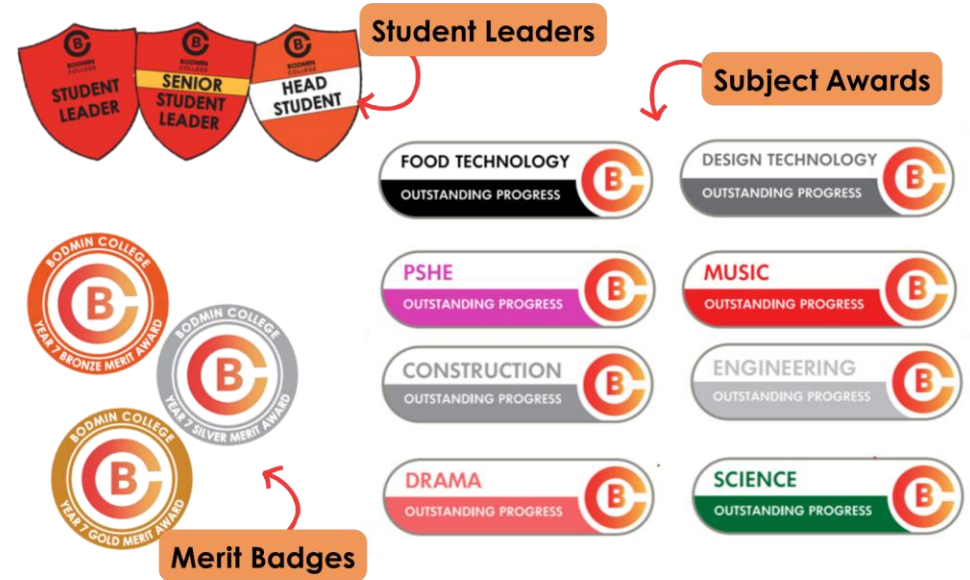 Student Leaders
BODMIN
COLLEGE
STUDENT
LEADER
BODMIN
COLLEGE
SENIOR
STUDENT
LEADER
BODMIN
COLLEGE
HEAD
STUDENT
Subject Awards
FOOD TECHNOLOGY
OUTSTANDING PROGRESS
B
DESIGN TECHNOLOGY
OUTSTANDING PROGRESS
B
PSHE
OUTSTANDING PROGRESS
B
MUSIC
OUTSTANDING PROGRESS
B
CONSTRUCTION
OUTSTANDING PROGRESS
B
ENGINEERING
OUTSTANDING PROGRESS
B
DRAMA
OUTSTANDING PROGRESS
B
SCIENCE
OUTSTANDING PROGRESS
B
BODMIN COLLEGE
B
YEAR 7 BRONZE MERIT AWARD
BODMIN COLLEGE
B
YEAR 7 SILVER MERIT AWARD
BODMIN COLLEGE
B
YEAR 7 GOLD MERIT AWARD
Merit Badges